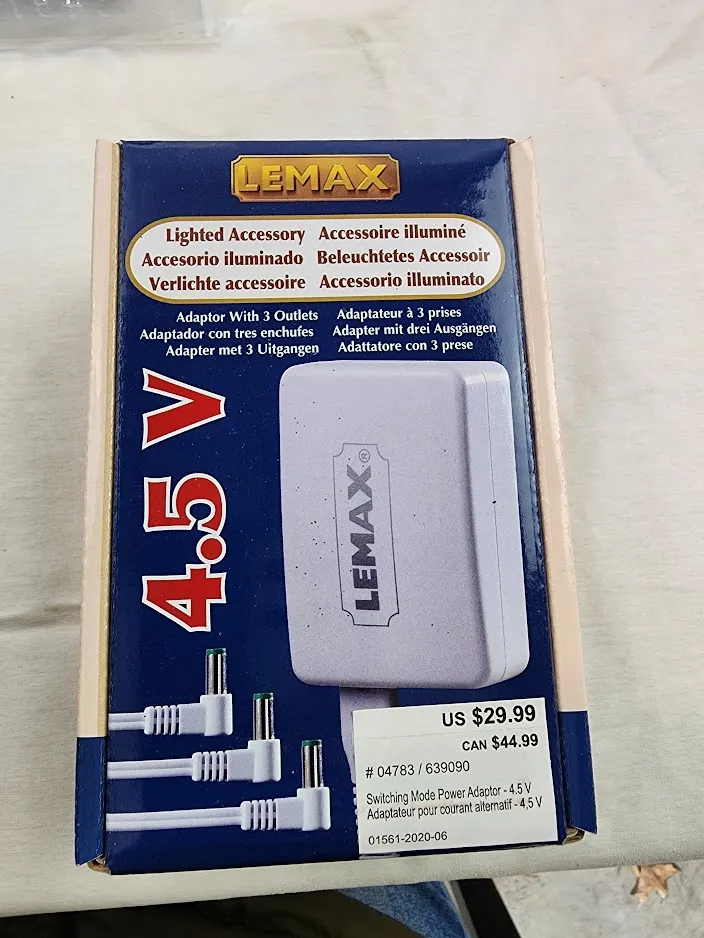 LEMAX
Lighted Accessory Accessoire illuminé
Accesorio iluminado Beleuchtetes Accessoir
Verlichte accessoire Accessorio illuminato
Adaptor With 3 Outlets Adaptateur à 3 prises
Adaptador con tres enchufes Adapter mit drei Ausgängen
Adapter met 3 Uitgangen Adattatore con 3 prese
4.5 V
LEMAX®
US $29.99
CAN $44.99
# 04783 / 639090
Switching Mode Power Adaptor - 4.5 V
Adaptateur pour courant alternatif - 4,5 V
01561-2020-06